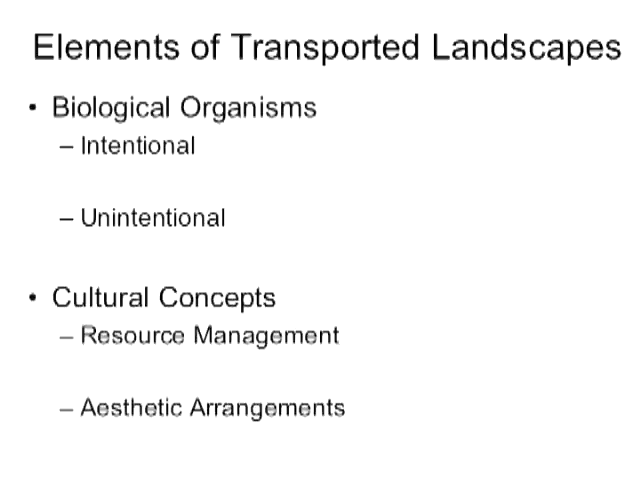 Elements of Transported Landscapes
• Biological Organisms
– Intentional
– Unintentional
• Cultural Concepts
– Resource Management
– Aesthetic Arrangements